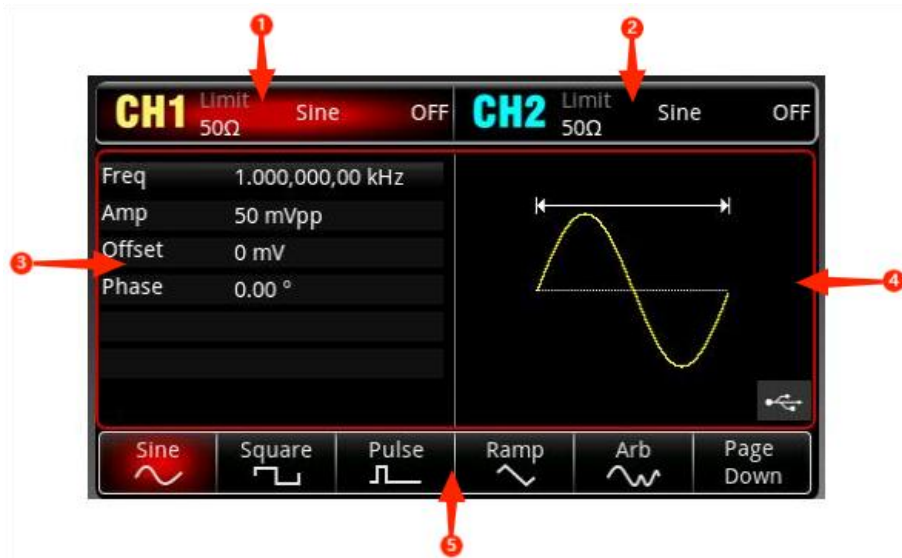 1
2
CH1 Limit 50Ω Sine OFF
CH2 Limit 50Ω Sine OFF
Freq 1.000,000,00 kHz
Amp 50 mVpp
Offset 0 mV
3
4
Phase 0.00 °
Sine Square Pulse Ramp Arb Page Down
5